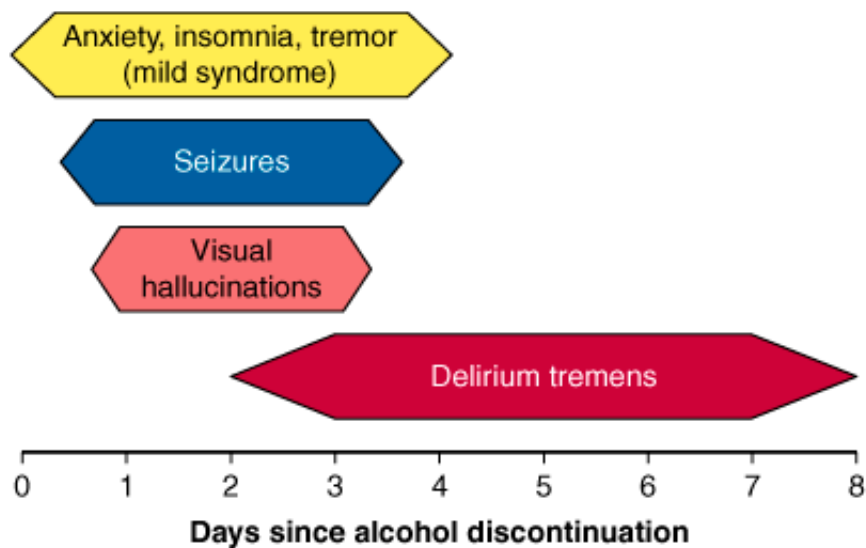 Anxiety, insomnia, tremor
(mild syndrome)
Seizures
Visual
hallucinations
Delirium tremens
0 1 2 3 4 5 6 7 8
Days since alcohol discontinuation